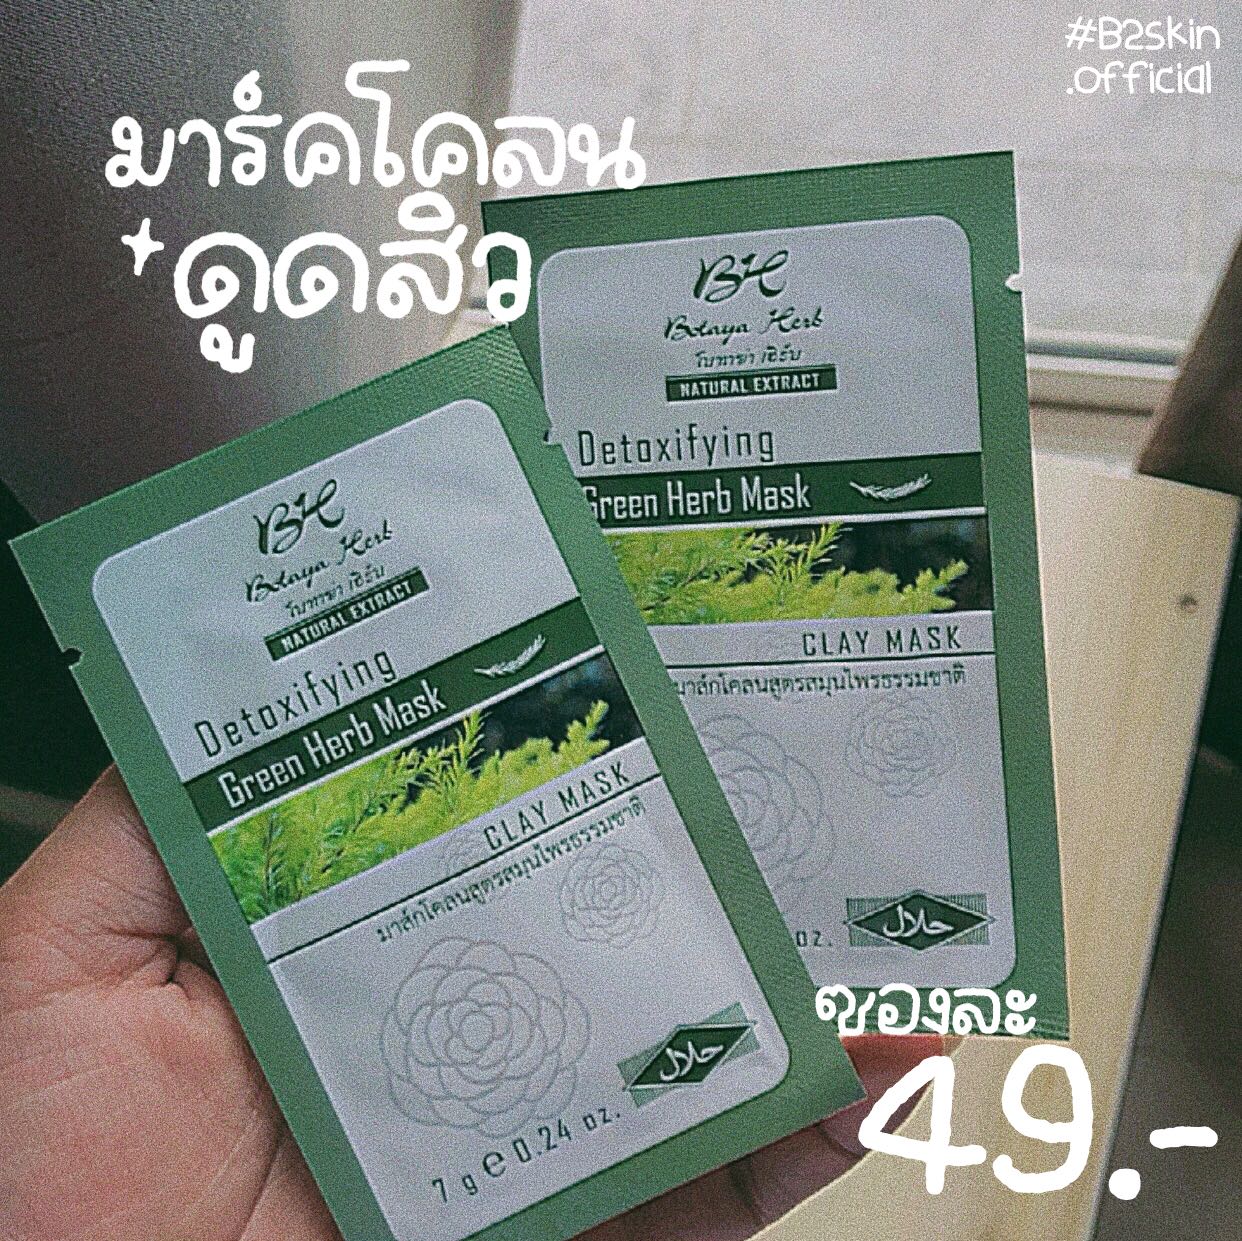 #B2Skin
.official
มาร์คโคลน
+ดูดสิว
BH
Botaya Herb
โบทาย่า เฮิร์บ
NATURAL EXTRACT
Detoxifying
Green Herb Mask
CLAY MASK
มาส์กโคลนสูตรสมุนไพรธรรมชาติ
oz.
حلال
BH
Botaya Herb
โบทาย่า เฮิร์บ
NATURAL EXTRACT
Detoxifying
Green Herb Mask
CLAY MASK
มาส์กโคลนสูตรสมุนไพรธรรมชาติ
حلال
7 g e 0.24 oz.
ซองละ
49.-